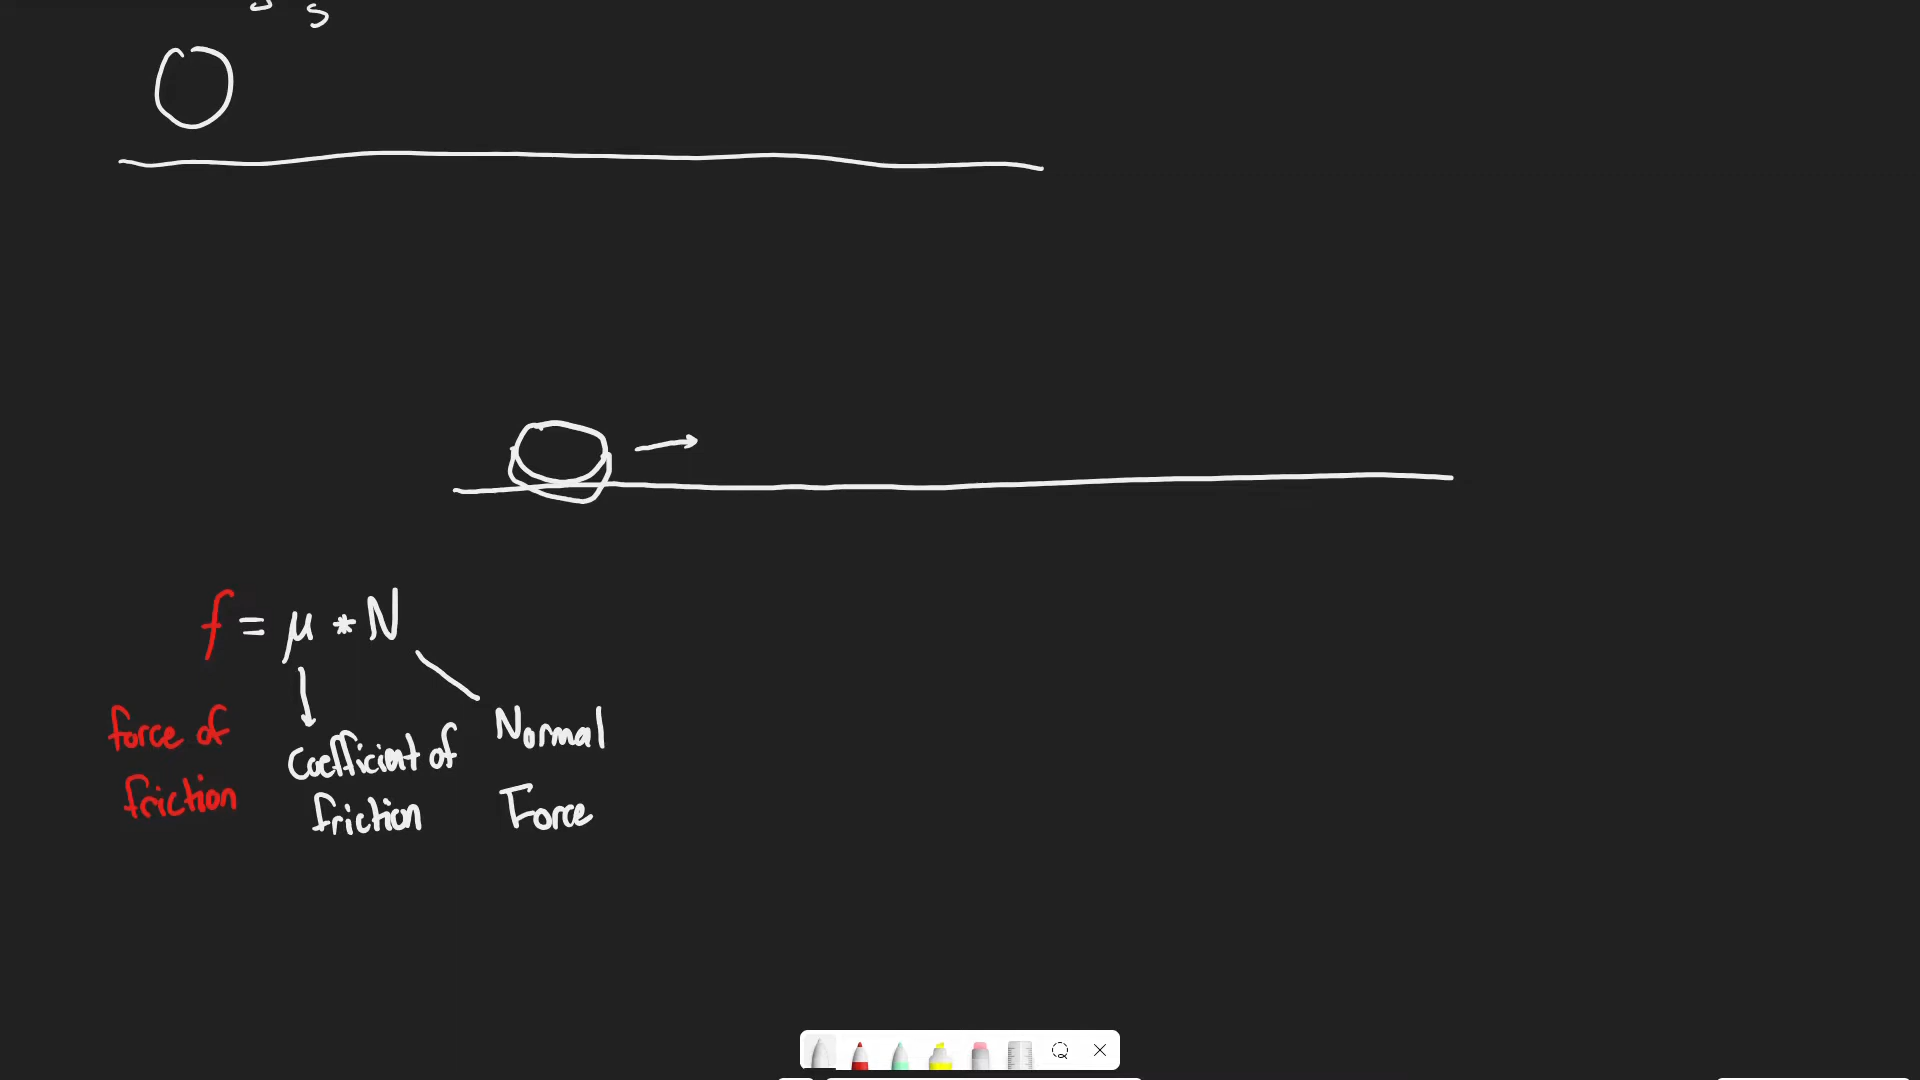 s
f = μ * N
force of
friction
Coefficient of
friction
Normal
Force